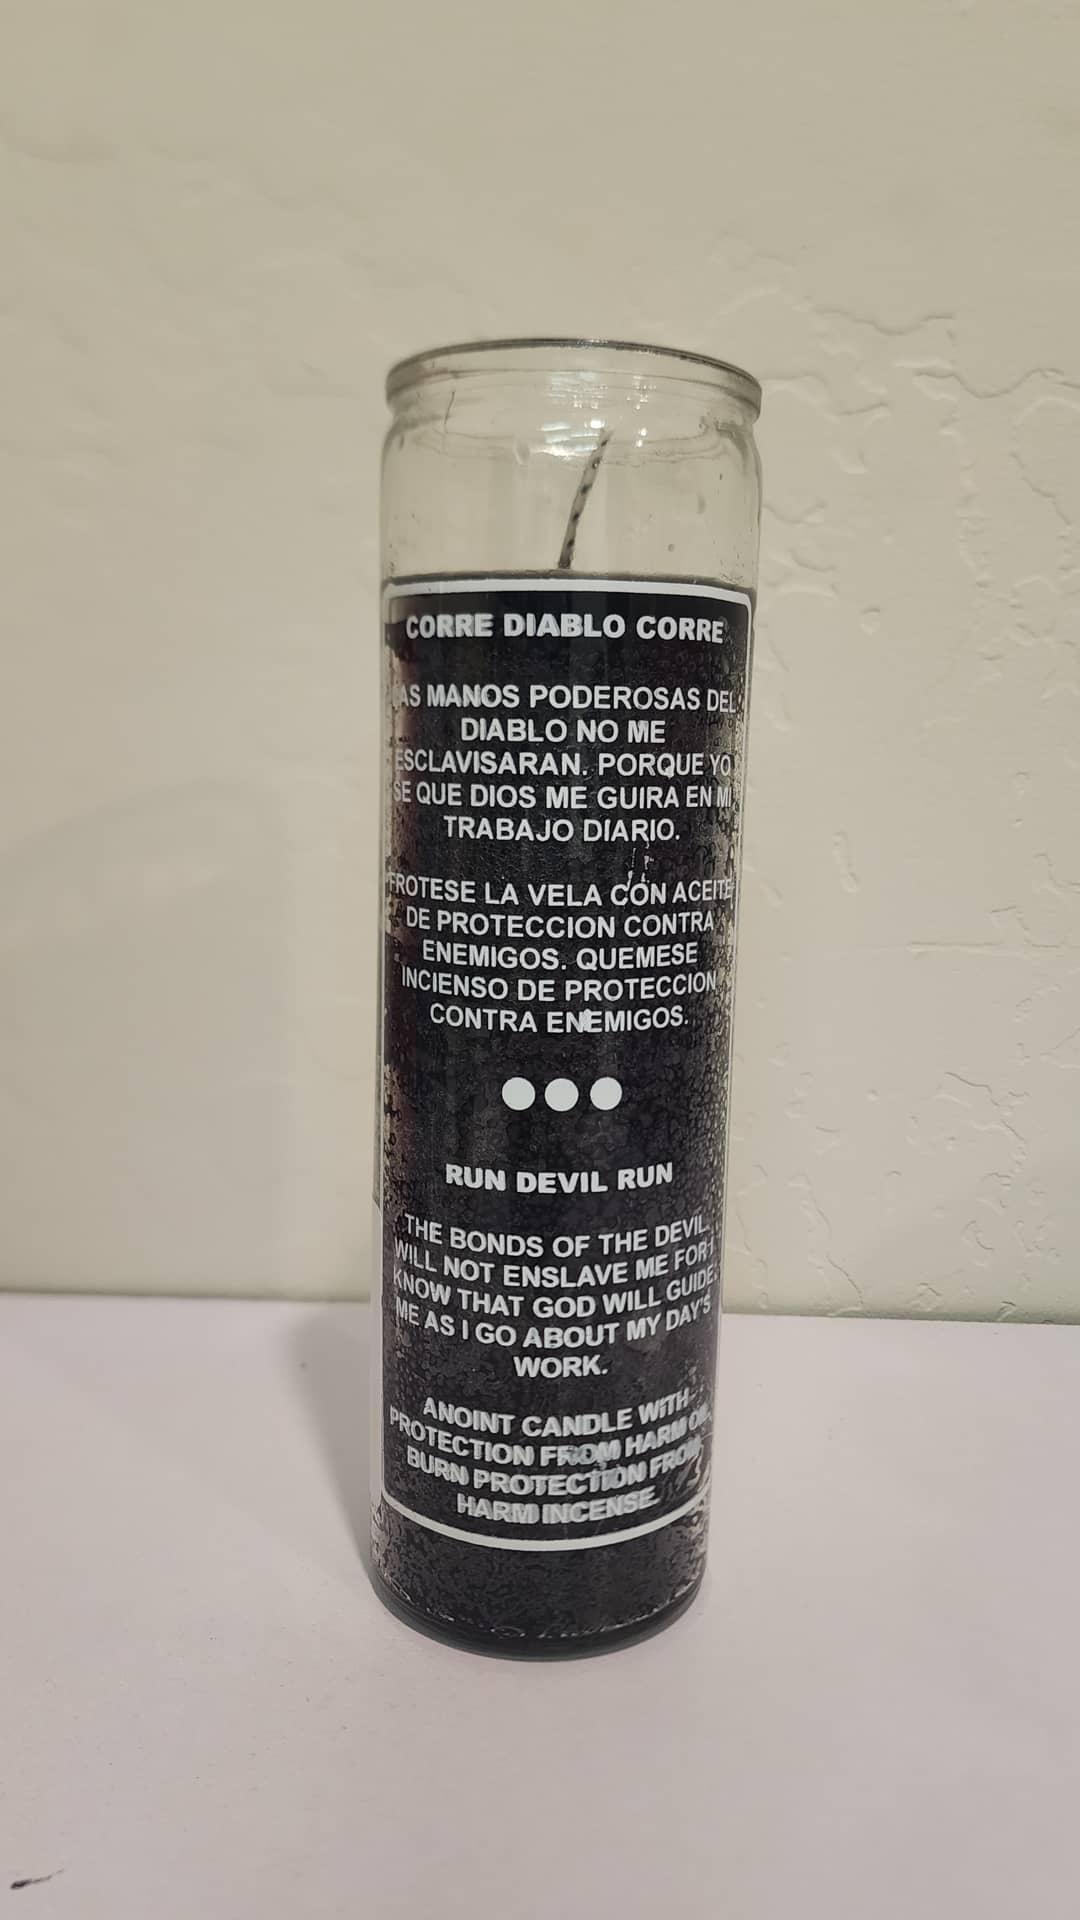 CORRE DIABLO CORRE
LAS MANOS PODEROSAS DEL
DIABLO NO ME
ESCLAVISARAN. PORQUE YO
SE QUE DIOS ME GUIRA EN MI
TRABAJO DIARIO.
FROTESE LA VELA CON ACEITE
DE PROTECCION CONTRA
ENEMIGOS. QUEMESE
INCIENSO DE PROTECCION
CONTRA ENEMIGOS.
RUN DEVIL RUN
THE BONDS OF THE DEVIL
WILL NOT ENSLAVE ME FOR I
KNOW THAT GOD WILL GUIDE
ME AS I GO ABOUT MY DAY'S
WORK.
ANOINT CANDLE WITH
PROTECTION FROM HARM OIL.
BURN PROTECTION FROM
HARM INCENSE.